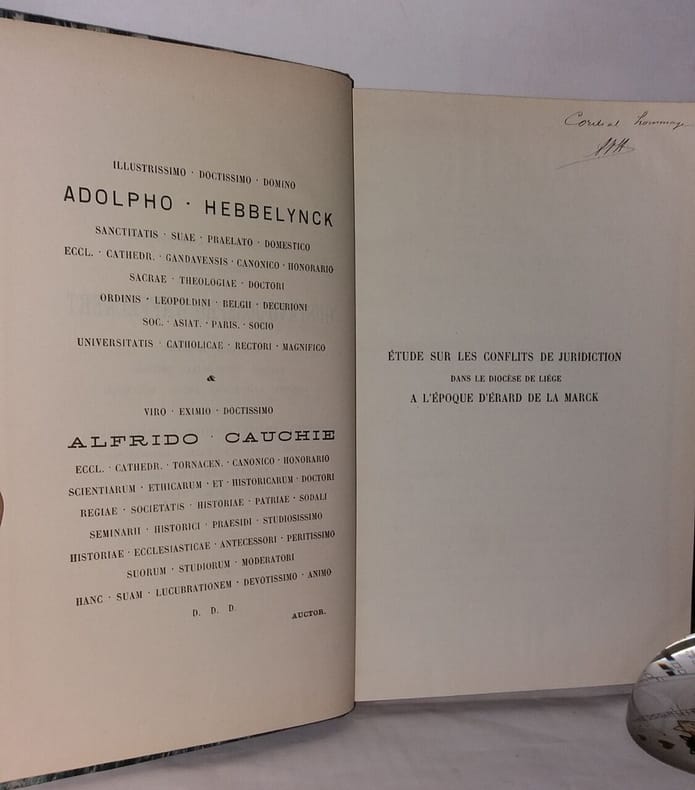 ILLUSTRISSIMO · DOCTISSIMO · DOMINO
ADOLPHO · HEBBELYNCK
SANCTITATIS · SUAE · PRAELATO · DOMESTICO
ECCL. · CATHEDR. · GANDAVENSIS · CANONICO · HONORARIO
SACRAE · THEOLOGIAE · DOCTORI
ORDINIS · LEOPOLDINI · BELGII · DECURIONI
SOC. · ASIAT. · PARIS. · SOCIO
UNIVERSITATIS · CATHOLICAE · RECTORI · MAGNIFICO
&
VIRO · EXIMIO · DOCTISSIMO
ALFRIDO · CAUCHIE
ECCL. · CATHEDR. · TORNACEN. · CANONICO · HONORARIO
SCIENTIARUM · ETHICARUM · ET · HISTORICARUM · DOCTORI
REGIAE · SOCIETATIS · HISTORIAE · PATRIAE · SODALI
SEMINARII · HISTORICI · PRAESIDI · STUDIOSISSIMO
HISTORIAE · ECCLESIASTICAE · ANTECESSORI · PERITISSIMO
SUORUM · STUDIORUM · MODERATORI
HANC · SUAM · LUCUBRATIONEM · DEVOTISSIMO · ANIMO
D. D. D.
AUCTOR.
Cordial hommage
ÉTUDE SUR LES CONFLITS DE JURIDICTION
DANS LE DIOCÈSE DE LIÉGE
A L'ÉPOQUE D'ÉRARD DE LA MARCK